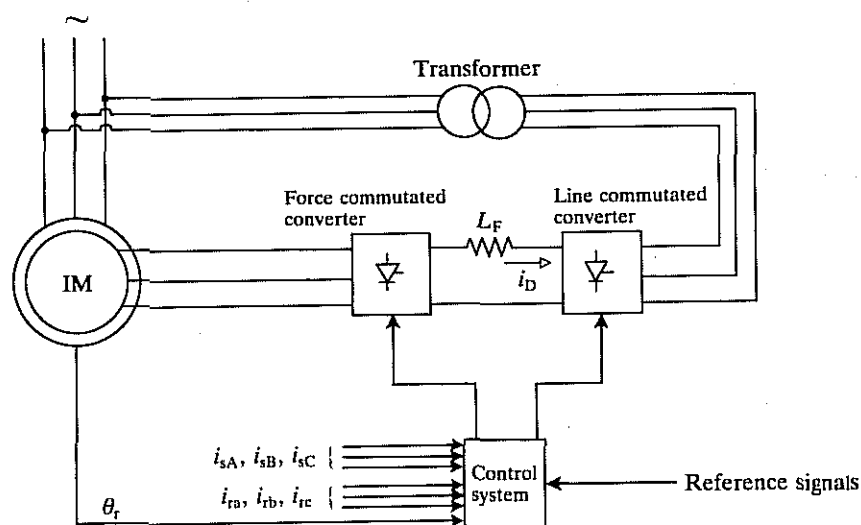 ~
Transformer
Force commutated
converter
Line commutated
converter
L_F
i_D
IM
i_sA, i_sB, i_sC
i_ra, i_rb, i_rc
θ_r
Control
system
Reference signals